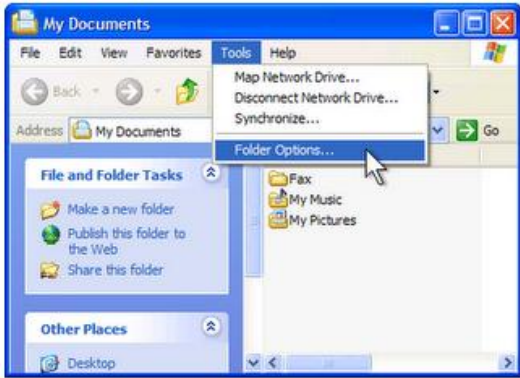 My Documents
File Edit View Favorites Tools Help
Map Network Drive...
Disconnect Network Drive...
Synchronize...
Folder Options...
Back
Address My Documents
Go
File and Folder Tasks
Make a new folder
Publish this folder to
the Web
Share this folder
Other Places
Desktop
Fax
My Music
My Pictures